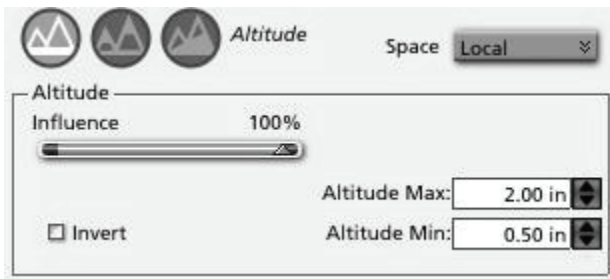 Altitude
Space Local
Altitude
Influence 100%
Altitude Max: 2.00 in
Invert Altitude Min: 0.50 in